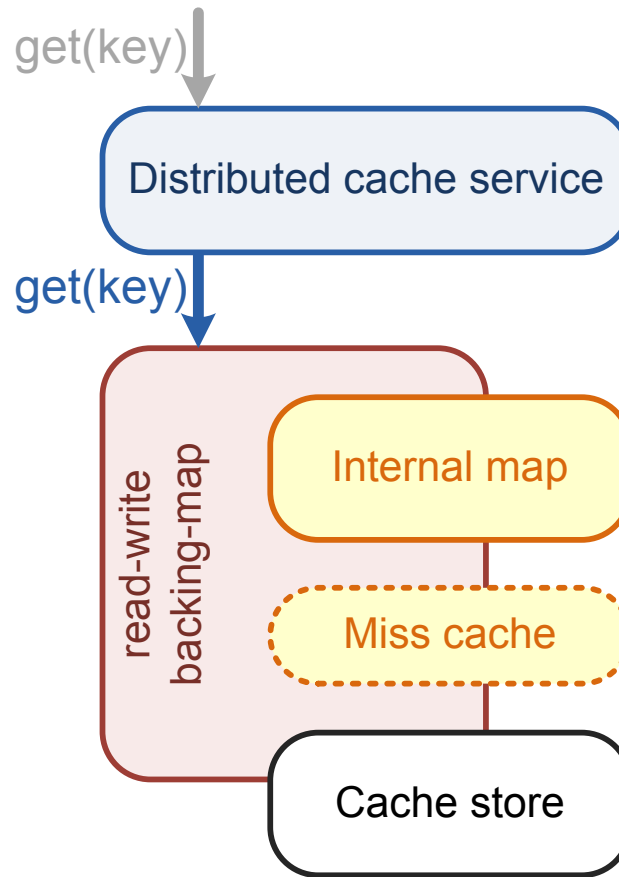 get(key)
Distributed cache service
get(key)
read-write
backing-map
Internal map
Miss cache
Cache store